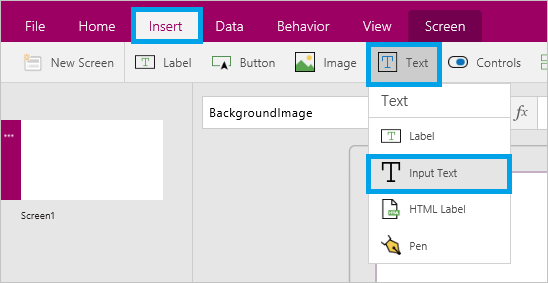 File Home Insert Data Behavior View Screen
New Screen Label Button Image Text Controls
Text
BackgroundImage fx
Label
Input Text
HTML Label
Pen
Screen1